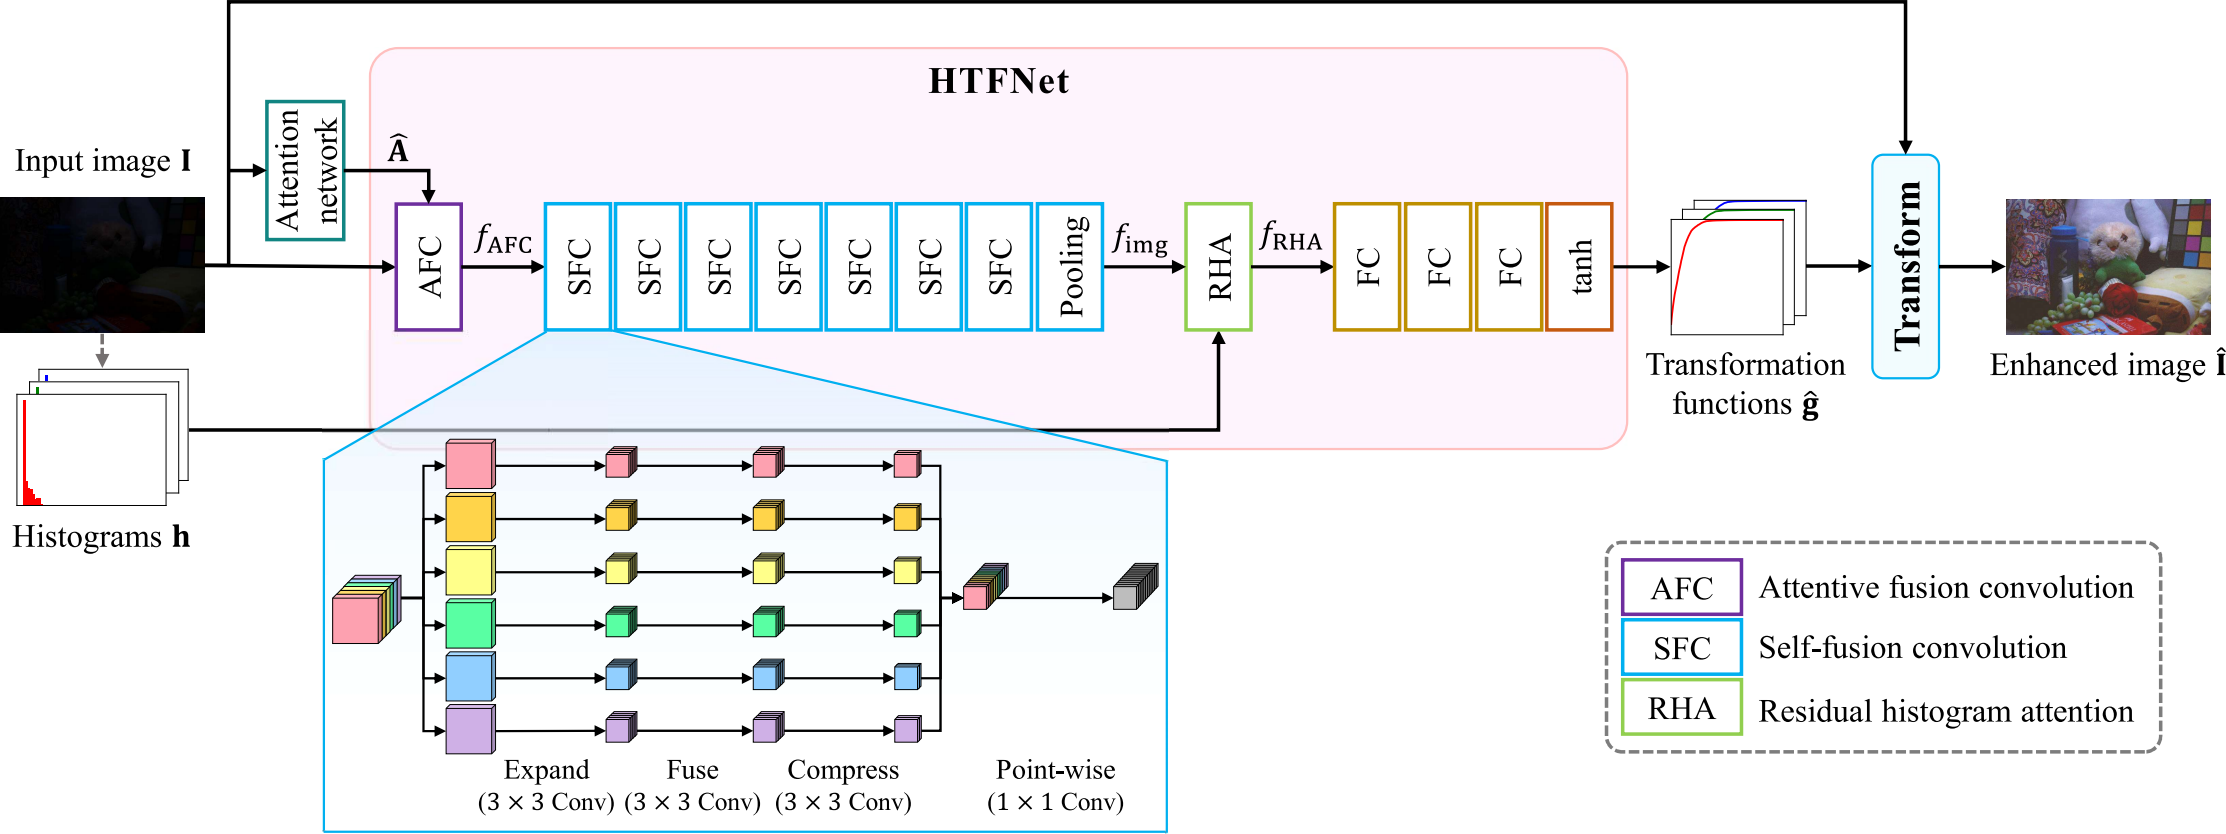 HTFNet
Input image I
Attention
network
Â
AFC
f_AFC
SFC
SFC
SFC
SFC
SFC
SFC
SFC
Pooling
f_img
RHA
f_RHA
FC
FC
FC
tanh
Transformation
functions ĝ
Transform
Enhanced image Î
Histograms h
Expand
(3 × 3 Conv)
Fuse
(3 × 3 Conv)
Compress
(3 × 3 Conv)
Point-wise
(1 × 1 Conv)
AFC Attentive fusion convolution
SFC Self-fusion convolution
RHA Residual histogram attention